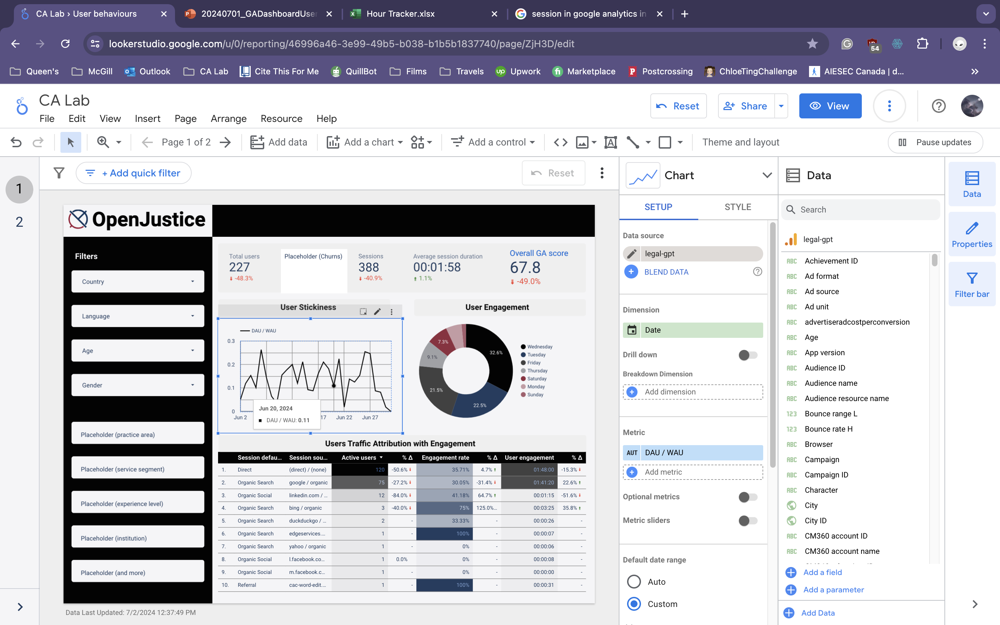 CA Lab › User behaviours
20240701_GADashboardUser
Hour Tracker.xlsx
session in google analytics in
lookerstudio.google.com/u/0/reporting/46996a46-3e99-49b5-b038-b1b5b1837740/page/ZjH3D/edit
54
Queen's
McGill
Outlook
CA Lab
Cite This For Me
QuillBot
Films
Travels
Upwork
Marketplace
Postcrossing
ChloeTingChallenge
AIESEC Canada | d...
CA Lab
File Edit View Insert Page Arrange Resource Help
Reset
Share
View
Page 1 of 2
Add data
Add a chart
Add a control
Theme and layout
Pause updates
1
2
+ Add quick filter
Reset
OpenJustice
Filters
Country
Language
Age
Gender
Placeholder (practice area)
Placeholder (service segment)
Placeholder (experience level)
Placeholder (institution)
Placeholder (and more)
Total users
227
-48.3%
Placeholder (Churns)
Sessions
388
-40.9%
Average session duration
00:01:58
1.1%
Overall GA score
67.8
-49.0%
User Stickiness
DAU / WAU
0.3
0.2
0.1
0
Jun 2
17
Jun 22
Jun 27
Jun 20, 2024
DAU / WAU: 0.11
User Engagement
32.6%
22.5%
21.5%
9.1%
7.3%
Wednesday
Tuesday
Friday
Thursday
Saturday
Monday
Sunday
Users Traffic Attribution with Engagement
Session defau... Session sou... Active users % Δ Engagement rate % Δ User engagement % Δ
1. Direct (direct) / (none) 120 -50.6% 35.71% 4.7% 01:48:00 -15.3%
2. Organic Search google / organic 75 -27.2% 30.05% -31.4% 01:41:20 22.6%
3. Organic Social linkedin.com / ... 12 -84.0% 41.18% 64.7% 00:01:15 -51.6%
4. Organic Search bing / organic 3 -40.0% 75% 125.0%... 00:03:25 35.8%
5. Organic Search duckduckgo / ... 2 - 33.33% - 00:00:26 -
6. Organic Search edgeservices.... 1 - 100% - 00:00:07 -
7. Organic Search yahoo / organic 1 - 0% - 00:00:06 -
8. Organic Social l.facebook.co... 1 0.0% 0% - 00:00:08 -
9. Organic Social m.facebook.c... 1 - 0% - 00:00:00 -
10. Referral cac-word-edit.... 1 - 100% - 00:00:31 -
Data Last Updated: 7/2/2024 12:37:49 PM
Chart
SETUP
STYLE
Data source
legal-gpt
BLEND DATA
Dimension
Date
Drill down
Breakdown Dimension
Add dimension
Metric
AUT DAU / WAU
Add metric
Optional metrics
Metric sliders
Default date range
Auto
Custom
Data
Search
legal-gpt
ABC Achievement ID
ABC Ad format
ABC Ad source
ABC Ad unit
ABC advertiseradcostperconversion
ABC Age
ABC App version
ABC Audience ID
ABC Audience name
ABC Audience resource name
123 Bounce range L
123 Bounce rate H
ABC Browser
ABC Campaign
ABC Campaign ID
ABC Character
City
City ID
ABC CM360 account ID
ABC CM360 account name
Add a field
Add a parameter
Add Data
Data
Properties
Filter bar